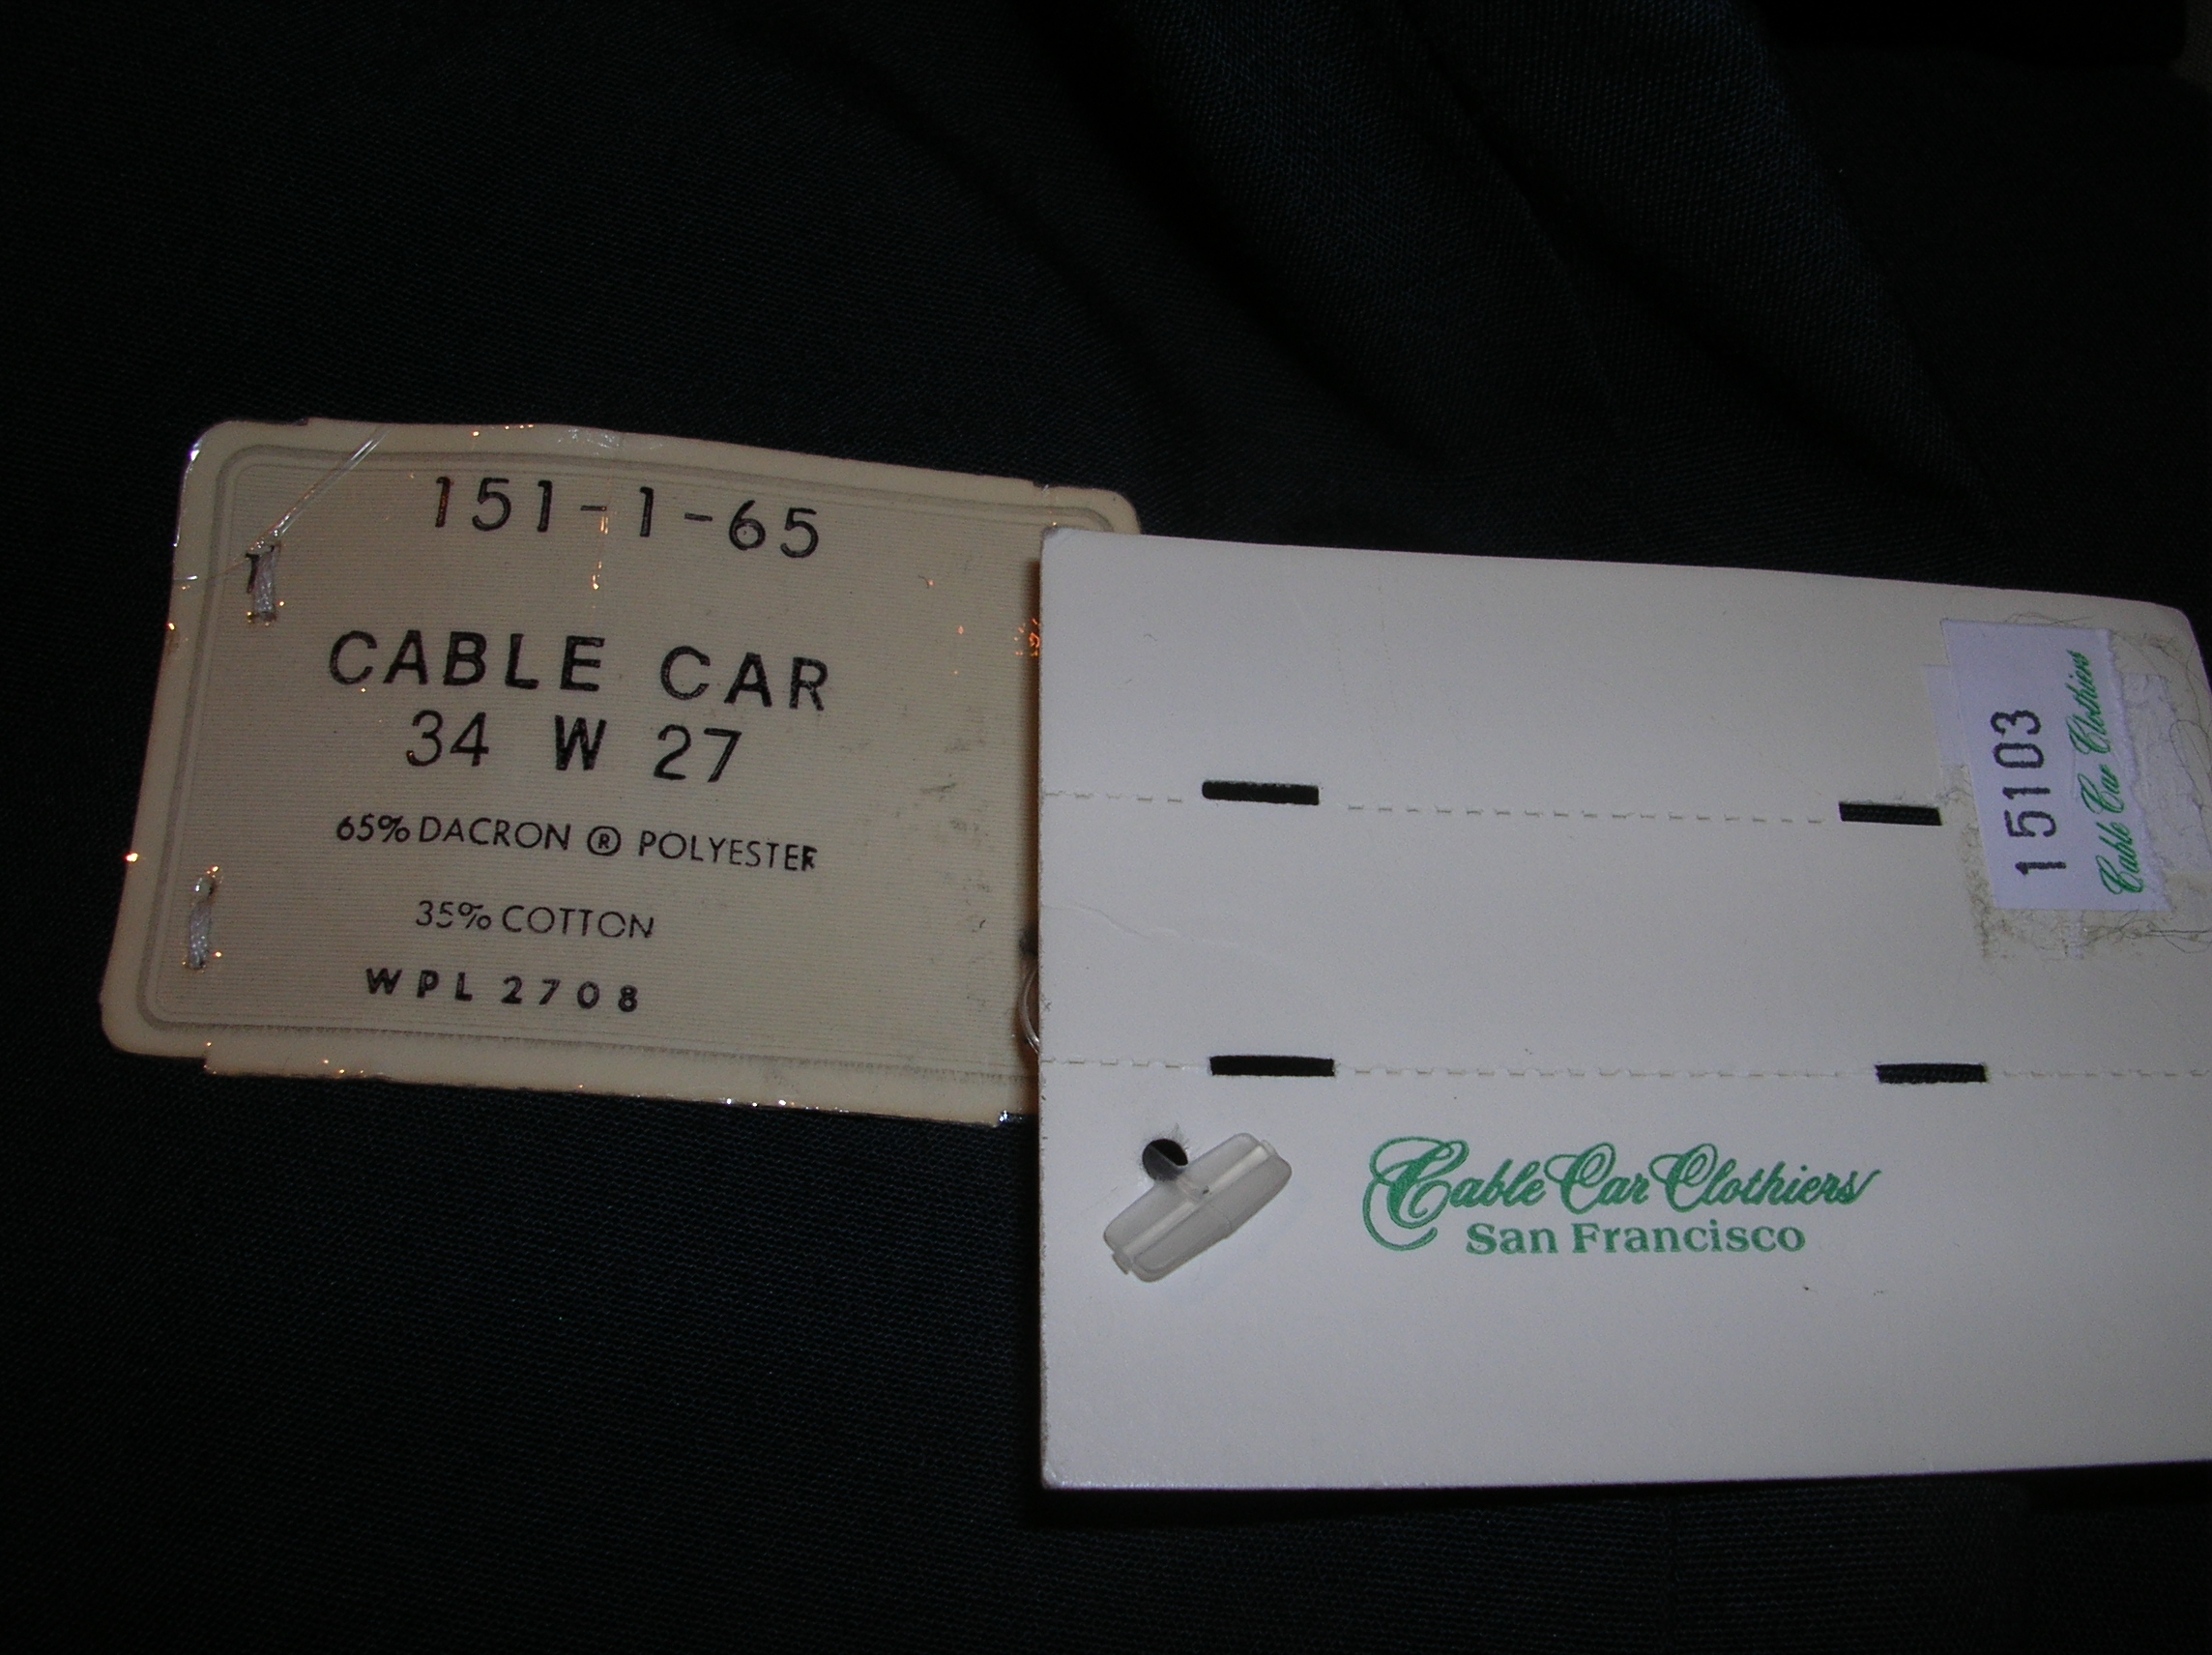 151-1-65
CABLE CAR
34 W 27
65% DACRON ® POLYESTER
35% COTTON
WPL 2708
15103
Cable Car Clothiers
Cable Car Clothiers
San Francisco